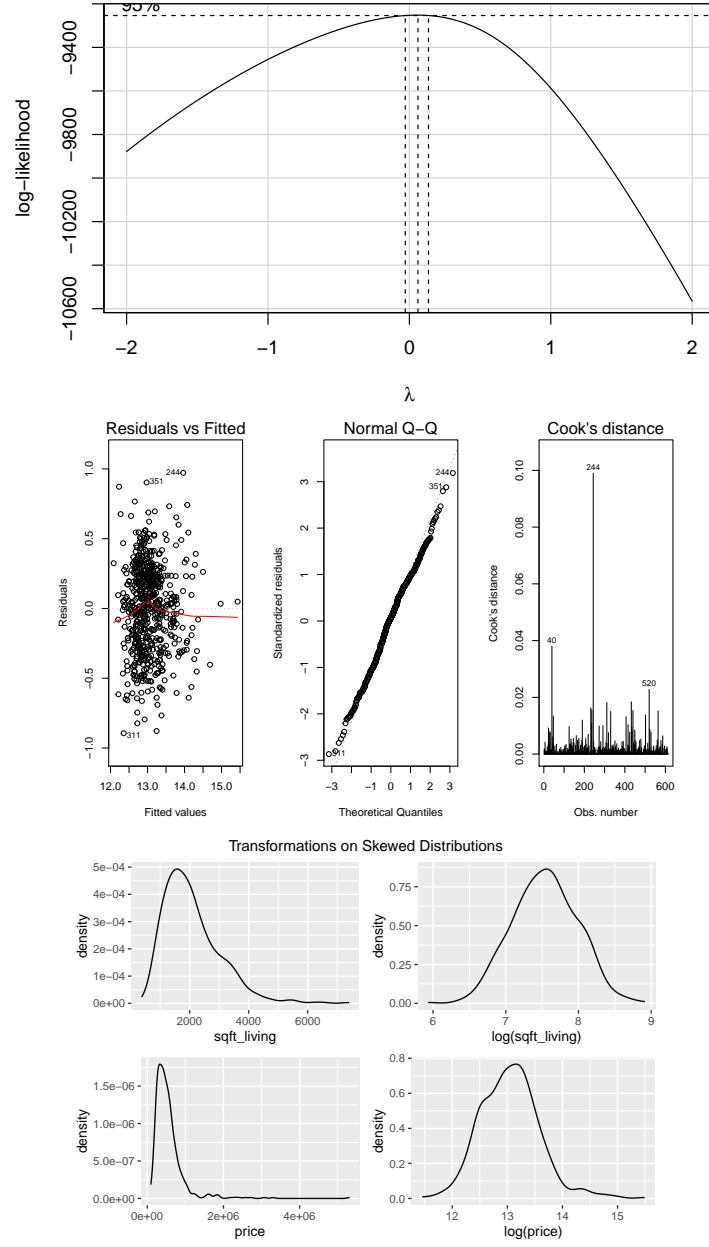 95%
log−likelihood
−9400
−9800
−10200
−10600
−2 −1 0 1 2
λ
Residuals vs Fitted
Residuals
1.0
0.5
0.0
−0.5
−1.0
244
351
311
12.0 13.0 14.0 15.0
Fitted values
Normal Q−Q
Standardized residuals
3
2
1
0
−1
−2
−3
244
351
311
−3 −2 −1 0 1 2 3
Theoretical Quantiles
Cook's distance
Cook's distance
0.10
0.08
0.06
0.04
0.02
0.00
244
40
520
0 200 400 600
Obs. number
Transformations on Skewed Distributions
density
5e−04
4e−04
3e−04
2e−04
1e−04
0e+00
2000 4000 6000
sqft_living
density
0.75
0.50
0.25
0.00
6 7 8 9
log(sqft_living)
density
1.5e−06
1.0e−06
5.0e−07
0.0e+00
0e+00 2e+06 4e+06
price
density
0.8
0.6
0.4
0.2
0.0
12 13 14 15
log(price)